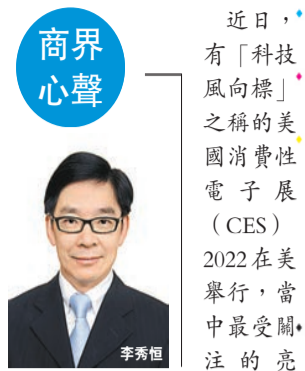 商界
心聲
李秀恒
近日，
有「科技
風向標」
之稱的美
國消費性
電子展
（CES）
2022在美
舉行，當
中最受關
注的亮